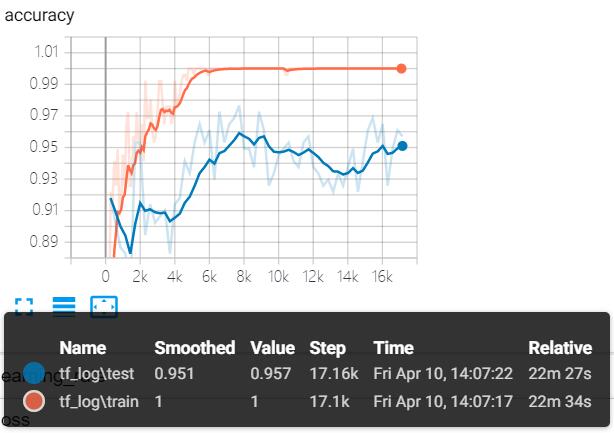 accuracy
1.01
0.99
0.97
0.95
0.93
0.91
0.89
0 2k 4k 6k 8k 10k 12k 14k 16k
Name Smoothed Value Step Time Relative
tf_log\test 0.951 0.957 17.16k Fri Apr 10, 14:07:22 22m 27s
tf_log\train 1 1 17.1k Fri Apr 10, 14:07:17 22m 34s